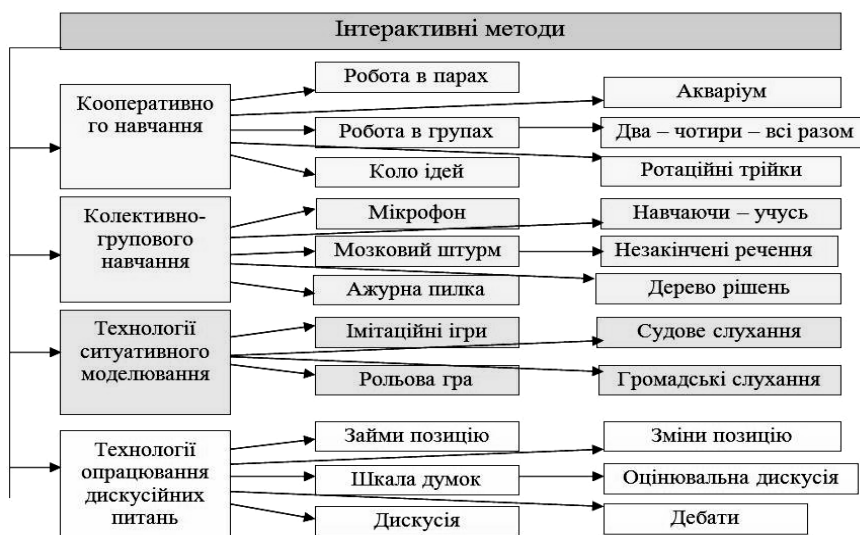 Інтерактивні методи
Кооперативно
го навчання
Робота в парах
Акваріум
Робота в групах
Два – чотири – всі разом
Коло ідей
Ротаційні трійки
Колективно-
групового
навчання
Мікрофон
Навчаючи – учусь
Мозковий штурм
Незакінчені речення
Ажурна пилка
Дерево рішень
Технології
ситуативного
моделювання
Імітаційні ігри
Судове слухання
Рольова гра
Громадські слухання
Технології
опрацювання
дискусійних
питань
Займи позицію
Зміни позицію
Шкала думок
Оцінювальна дискусія
Дискусія
Дебати